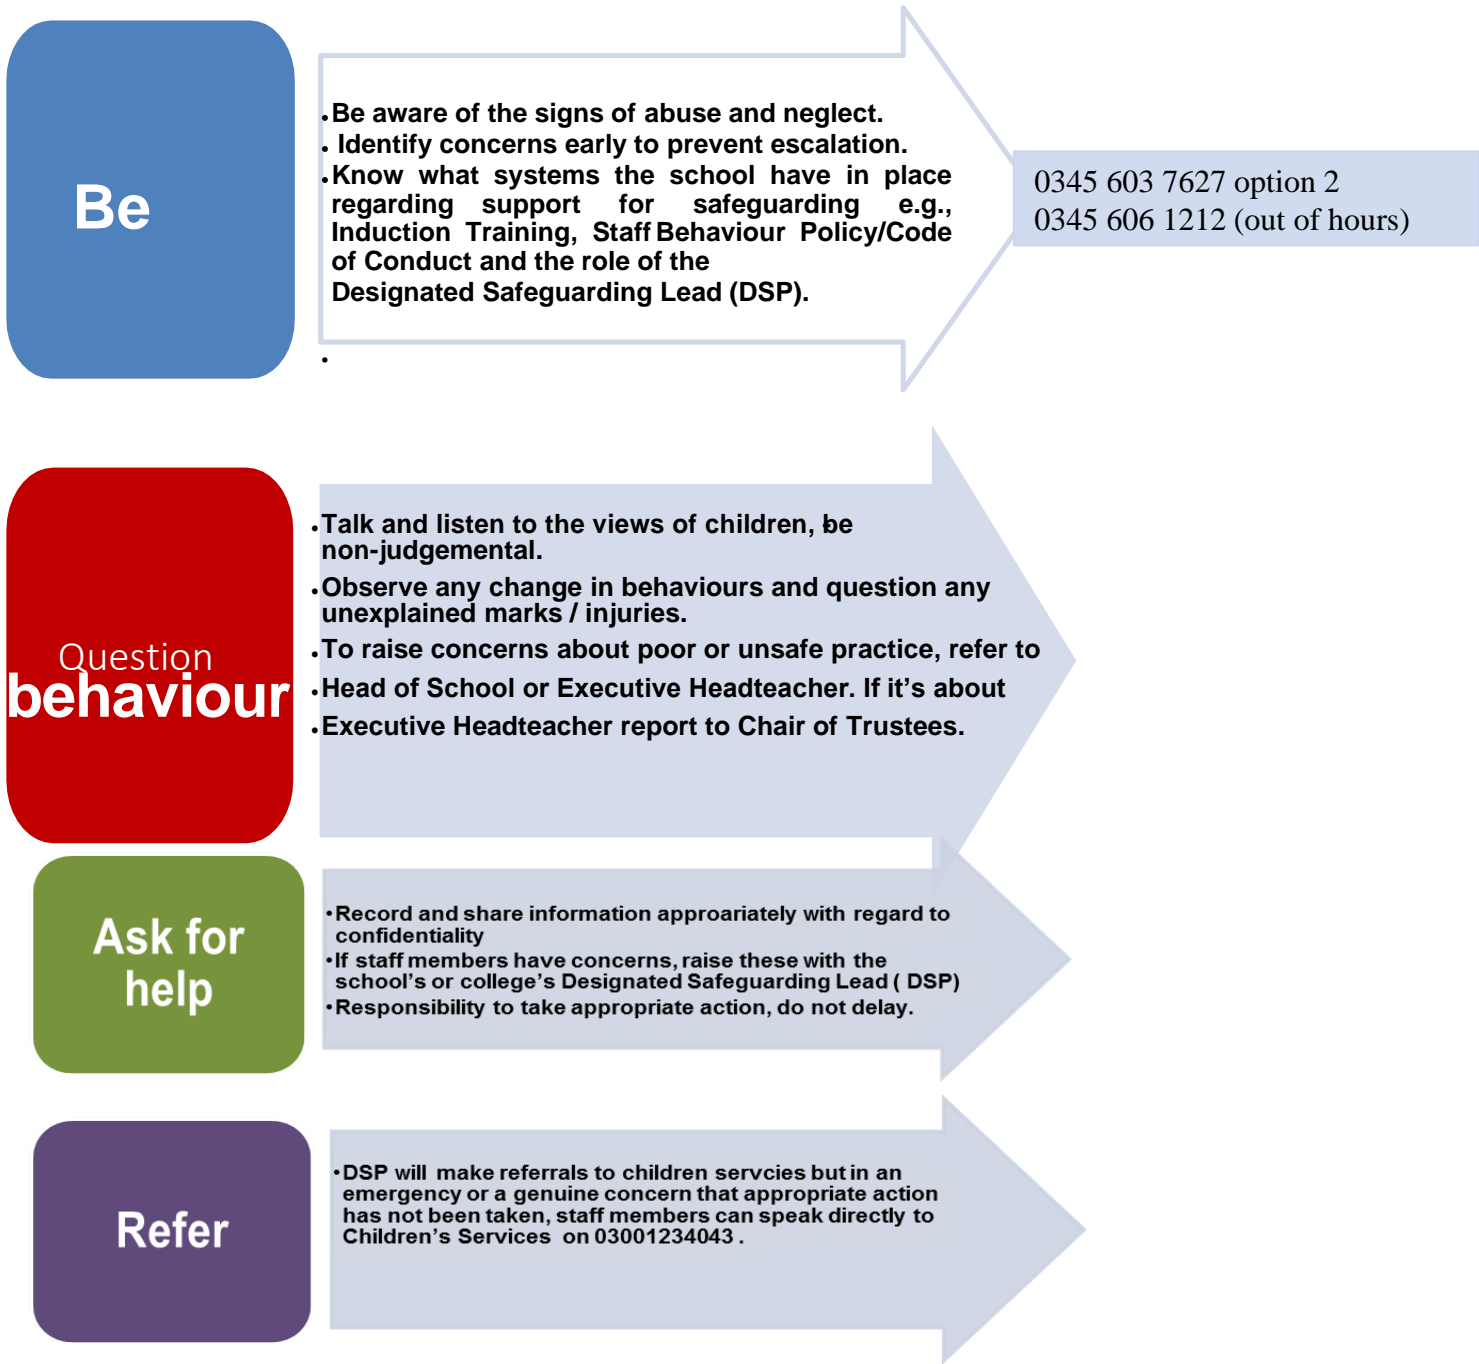 Be
.Be aware of the signs of abuse and neglect.
. Identify concerns early to prevent escalation.
.Know what systems the school have in place
regarding support for safeguarding e.g.,
Induction Training, Staff Behaviour Policy/Code
of Conduct and the role of the
Designated Safeguarding Lead (DSP).
•
0345 603 7627 option 2
0345 606 1212 (out of hours)
Question
behaviour
•Talk and listen to the views of children, be
non-judgemental.
•Observe any change in behaviours and question any
unexplained marks / injuries.
•To raise concerns about poor or unsafe practice, refer to
•Head of School or Executive Headteacher. If it’s about
•Executive Headteacher report to Chair of Trustees.
Ask for
help
•Record and share information approariately with regard to
confidentiality
•If staff members have concerns, raise these with the
school’s or college’s Designated Safeguarding Lead ( DSP)
•Responsibility to take appropriate action, do not delay.
Refer
•DSP will make referrals to children servcies but in an
emergency or a genuine concern that appropriate action
has not been taken, staff members can speak directly to
Children’s Services on 03001234043 .